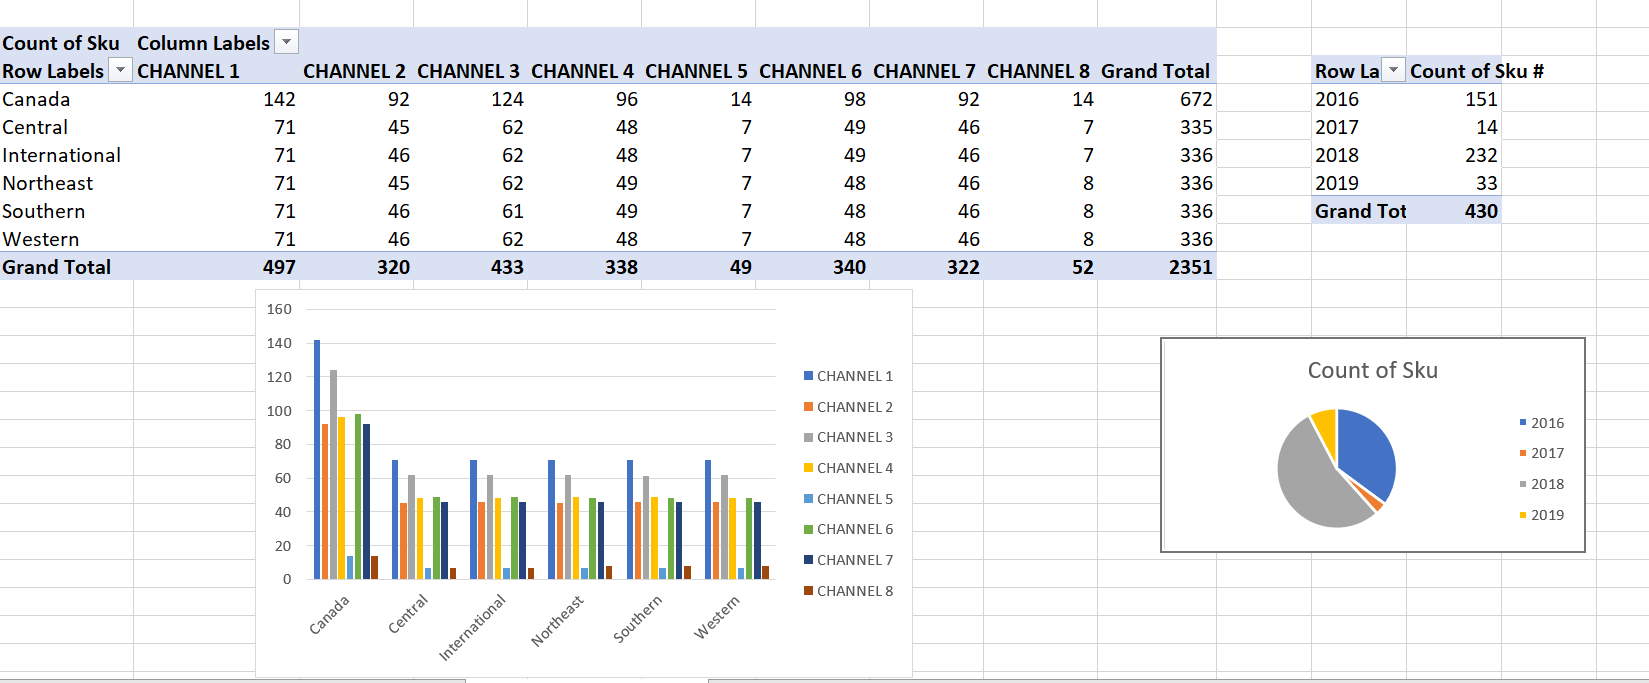 Count of Sku Column Labels
Row Labels CHANNEL 1 CHANNEL 2 CHANNEL 3 CHANNEL 4 CHANNEL 5 CHANNEL 6 CHANNEL 7 CHANNEL 8 Grand Total
Canada 142 92 124 96 14 98 92 14 672
Central 71 45 62 48 7 49 46 7 335
International 71 46 62 48 7 49 46 7 336
Northeast 71 45 62 49 7 48 46 8 336
Southern 71 46 61 49 7 48 46 8 336
Western 71 46 62 48 7 48 46 8 336
Grand Total 497 320 433 338 49 340 322 52 2351
Row La Count of Sku #
2016 151
2017 14
2018 232
2019 33
Grand Tot 430
160
140
120
100
80
60
40
20
0
Canada
Central
International
Northeast
Southern
Western
CHANNEL 1
CHANNEL 2
CHANNEL 3
CHANNEL 4
CHANNEL 5
CHANNEL 6
CHANNEL 7
CHANNEL 8
Count of Sku
2016
2017
2018
2019